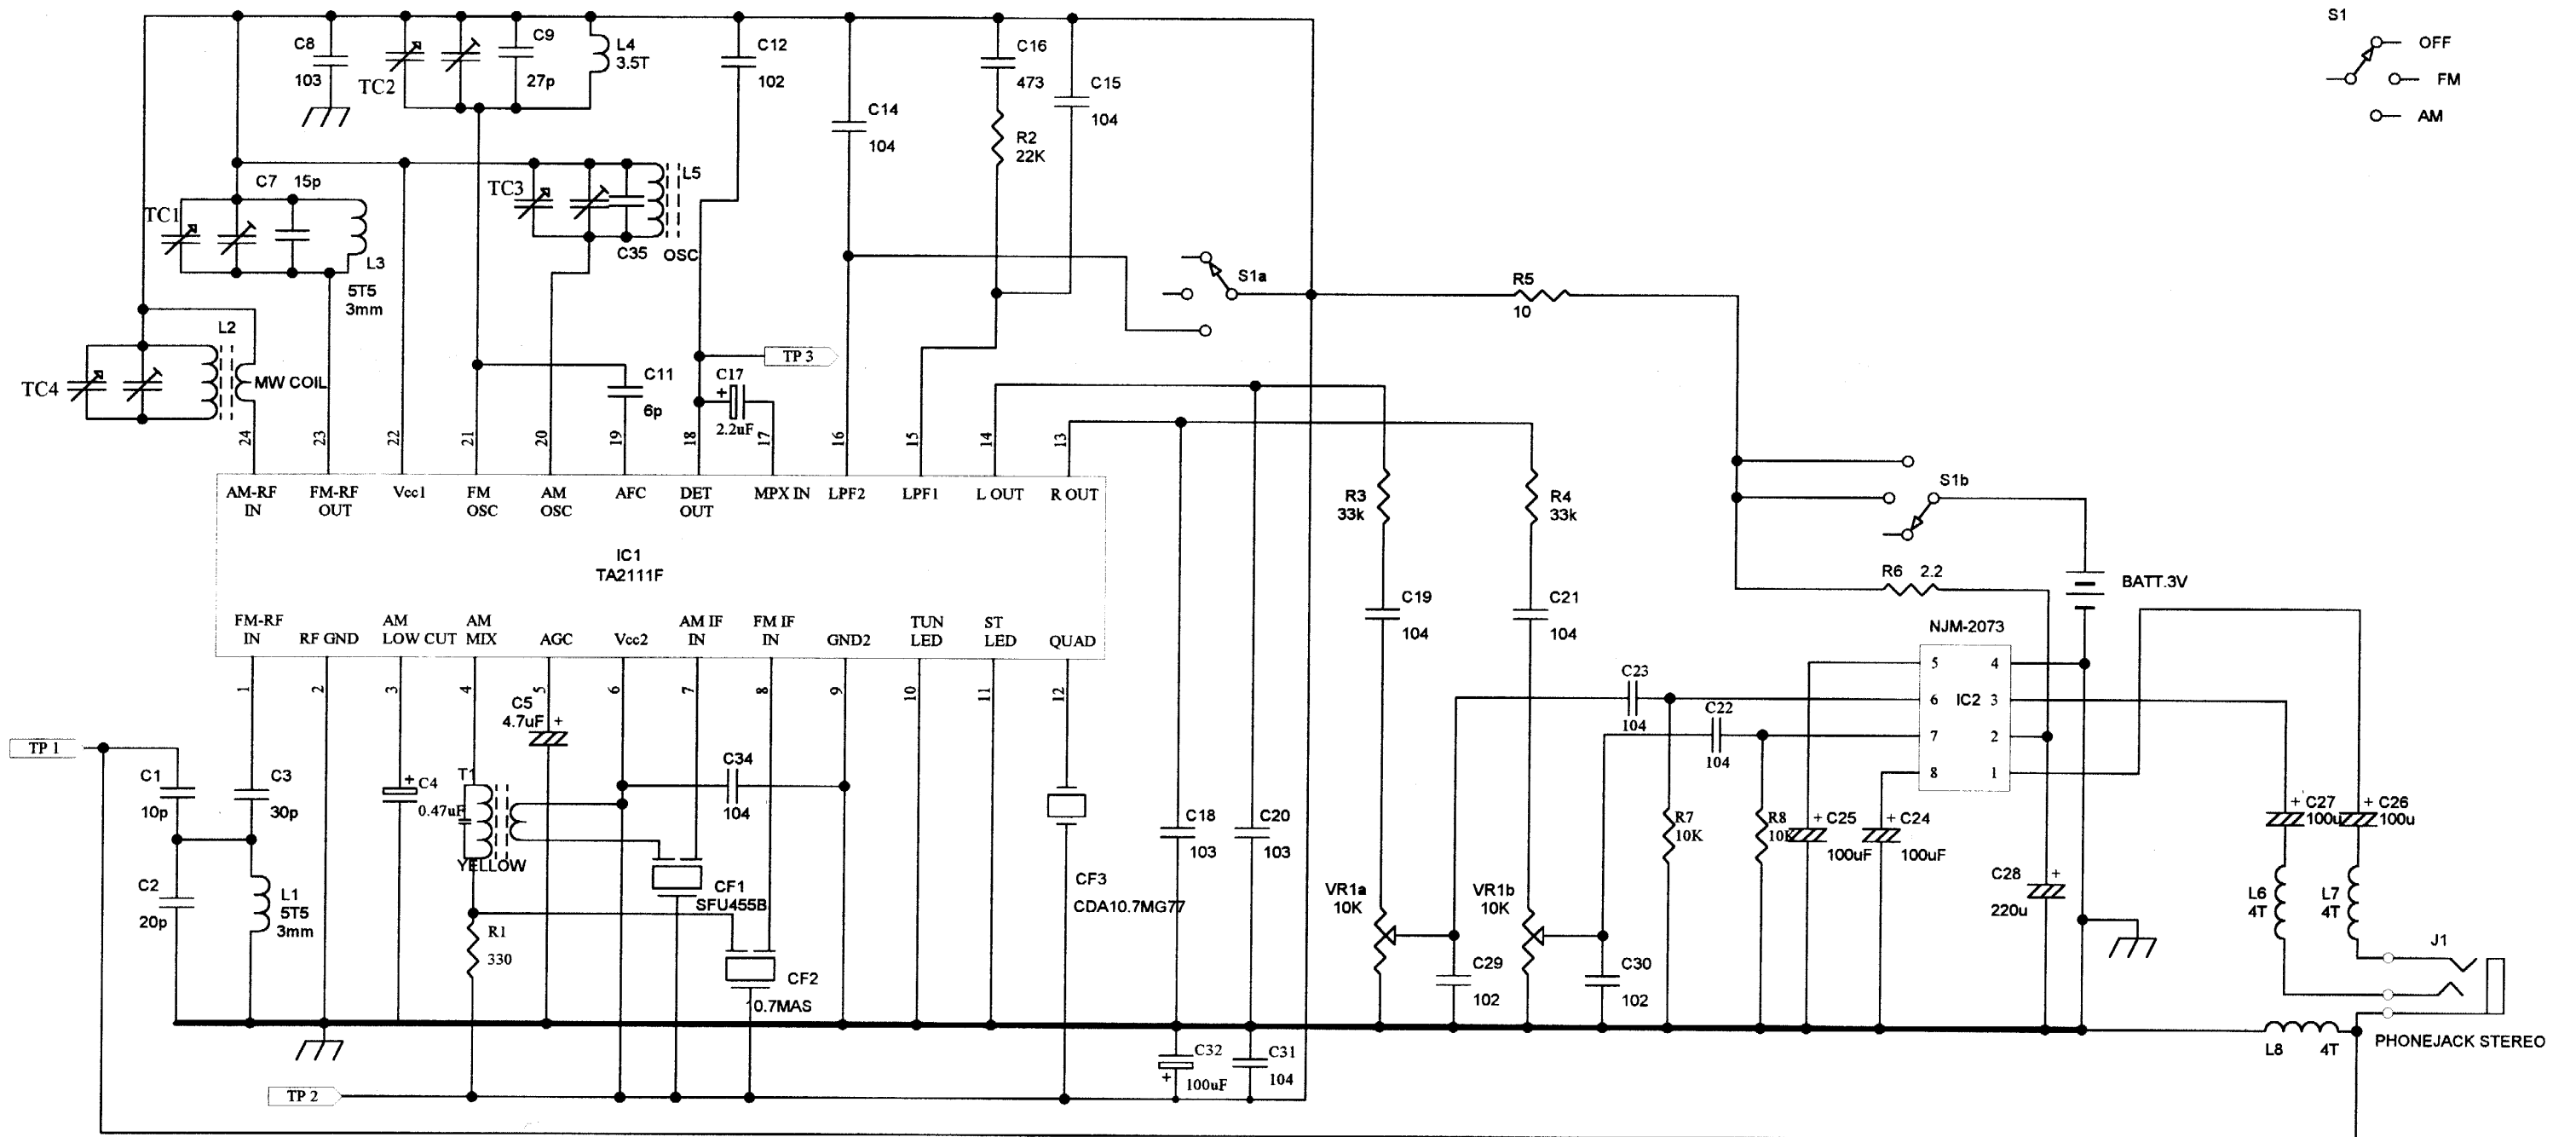 S1
OFF
FM
AM
C8
103
TC2
C9
27p
L4
3.5T
C12
102
C14
104
C16
473
R2
22K
C15
104
C7 15p
TC1
L3
5T5
3mm
TC3
L5
C35
OSC
S1a
R5
10
L2
TC4
MW COIL
TP 3
C11
6p
C17
+
2.2uF
24
23
22
21
20
19
18
17
16
15
14
13
AM-RF
IN
FM-RF
OUT
Vcc1
FM
OSC
AM
OSC
AFC
DET
OUT
MPX IN
LPF2
LPF1
L OUT
R OUT
IC1
TA2111F
FM-RF
IN
RF GND
AM
LOW CUT
AM
MIX
AGC
Vcc2
AM IF
IN
FM IF
IN
GND2
TUN
LED
ST
LED
QUAD
1
2
3
4
5
6
7
8
9
10
11
12
R3
33k
R4
33k
C19
104
C21
104
S1b
R6 2.2
BATT.3V
NJM-2073
IC2
5
6
7
8
4
3
2
1
C23
104
C22
104
TP 1
C1
10p
C3
30p
C2
20p
L1
5T5
3mm
+
C4
0.47uF
T1
YELLOW
C5
4.7uF +
C34
104
CF1
SFU455B
R1
330
CF2
10.7MAS
CF3
CDA10.7MG77
C18
103
C20
103
VR1a
10K
VR1b
10K
C29
102
C30
102
R7
10K
R8
10K
+ C25
100uF
+ C24
100uF
C28
+
220u
+ C27
100u
+ C26
100u
L6
4T
L7
4T
J1
PHONEJACK STEREO
L8 4T
C32
+
100uF
C31
104
TP 2